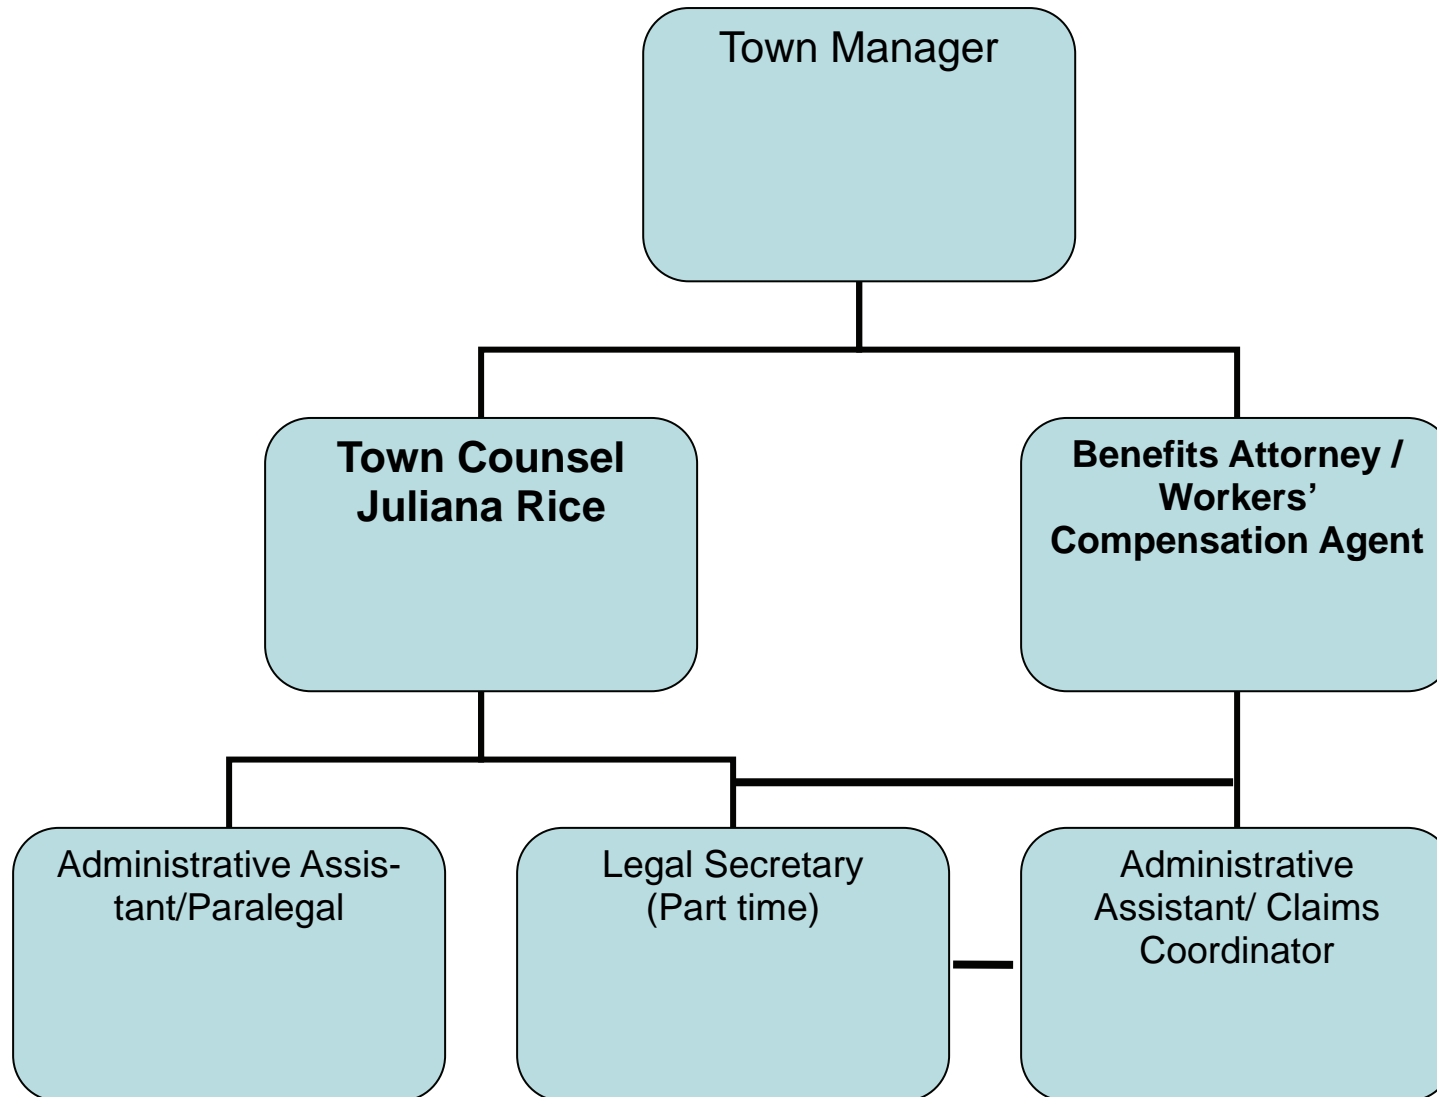 Town Manager
Town Counsel
Juliana Rice
Benefits Attorney /
Workers’
Compensation Agent
Administrative Assis-
tant/Paralegal
Legal Secretary
(Part time)
Administrative
Assistant/ Claims
Coordinator